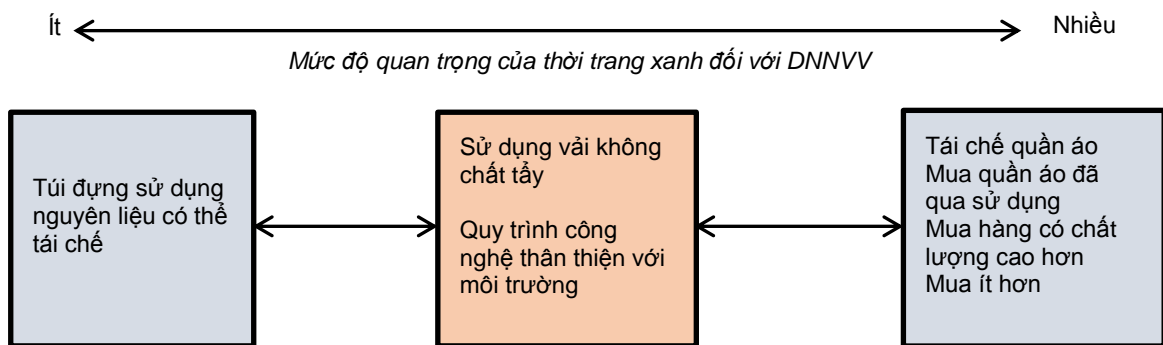 Ít
Nhiều
Mức độ quan trọng của thời trang xanh đối với DNNVV
Túi đựng sử dụng
nguyên liệu có thể
tái chế
Sử dụng vải không
chất tẩy
Quy trình công
nghệ thân thiện với
môi trường
Tái chế quần áo
Mua quần áo đã
qua sử dụng
Mua hàng có chất
lượng cao hơn
Mua ít hơn